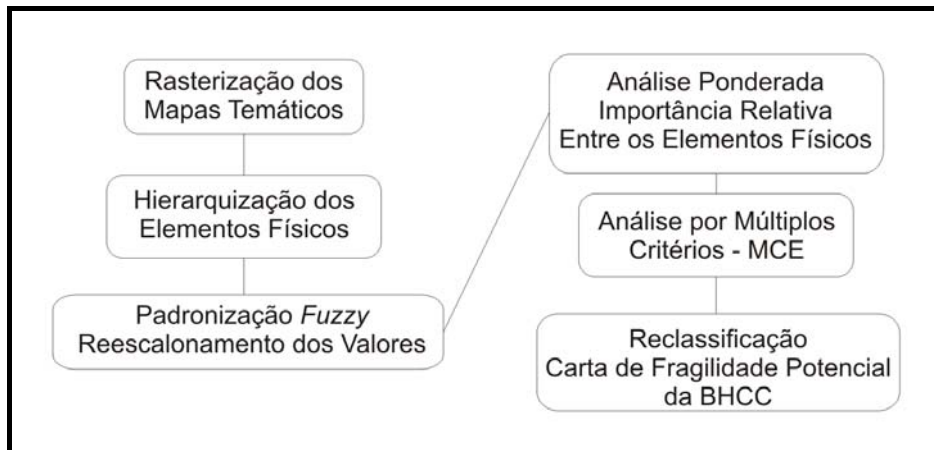 Rasterização dos
Mapas Temáticos
Hierarquização dos
Elementos Físicos
Padronização Fuzzy
Reescalonamento dos Valores
Análise Ponderada
Importância Relativa
Entre os Elementos Físicos
Análise por Múltiplos
Critérios - MCE
Reclassificação
Carta de Fragilidade Potencial
da BHCC